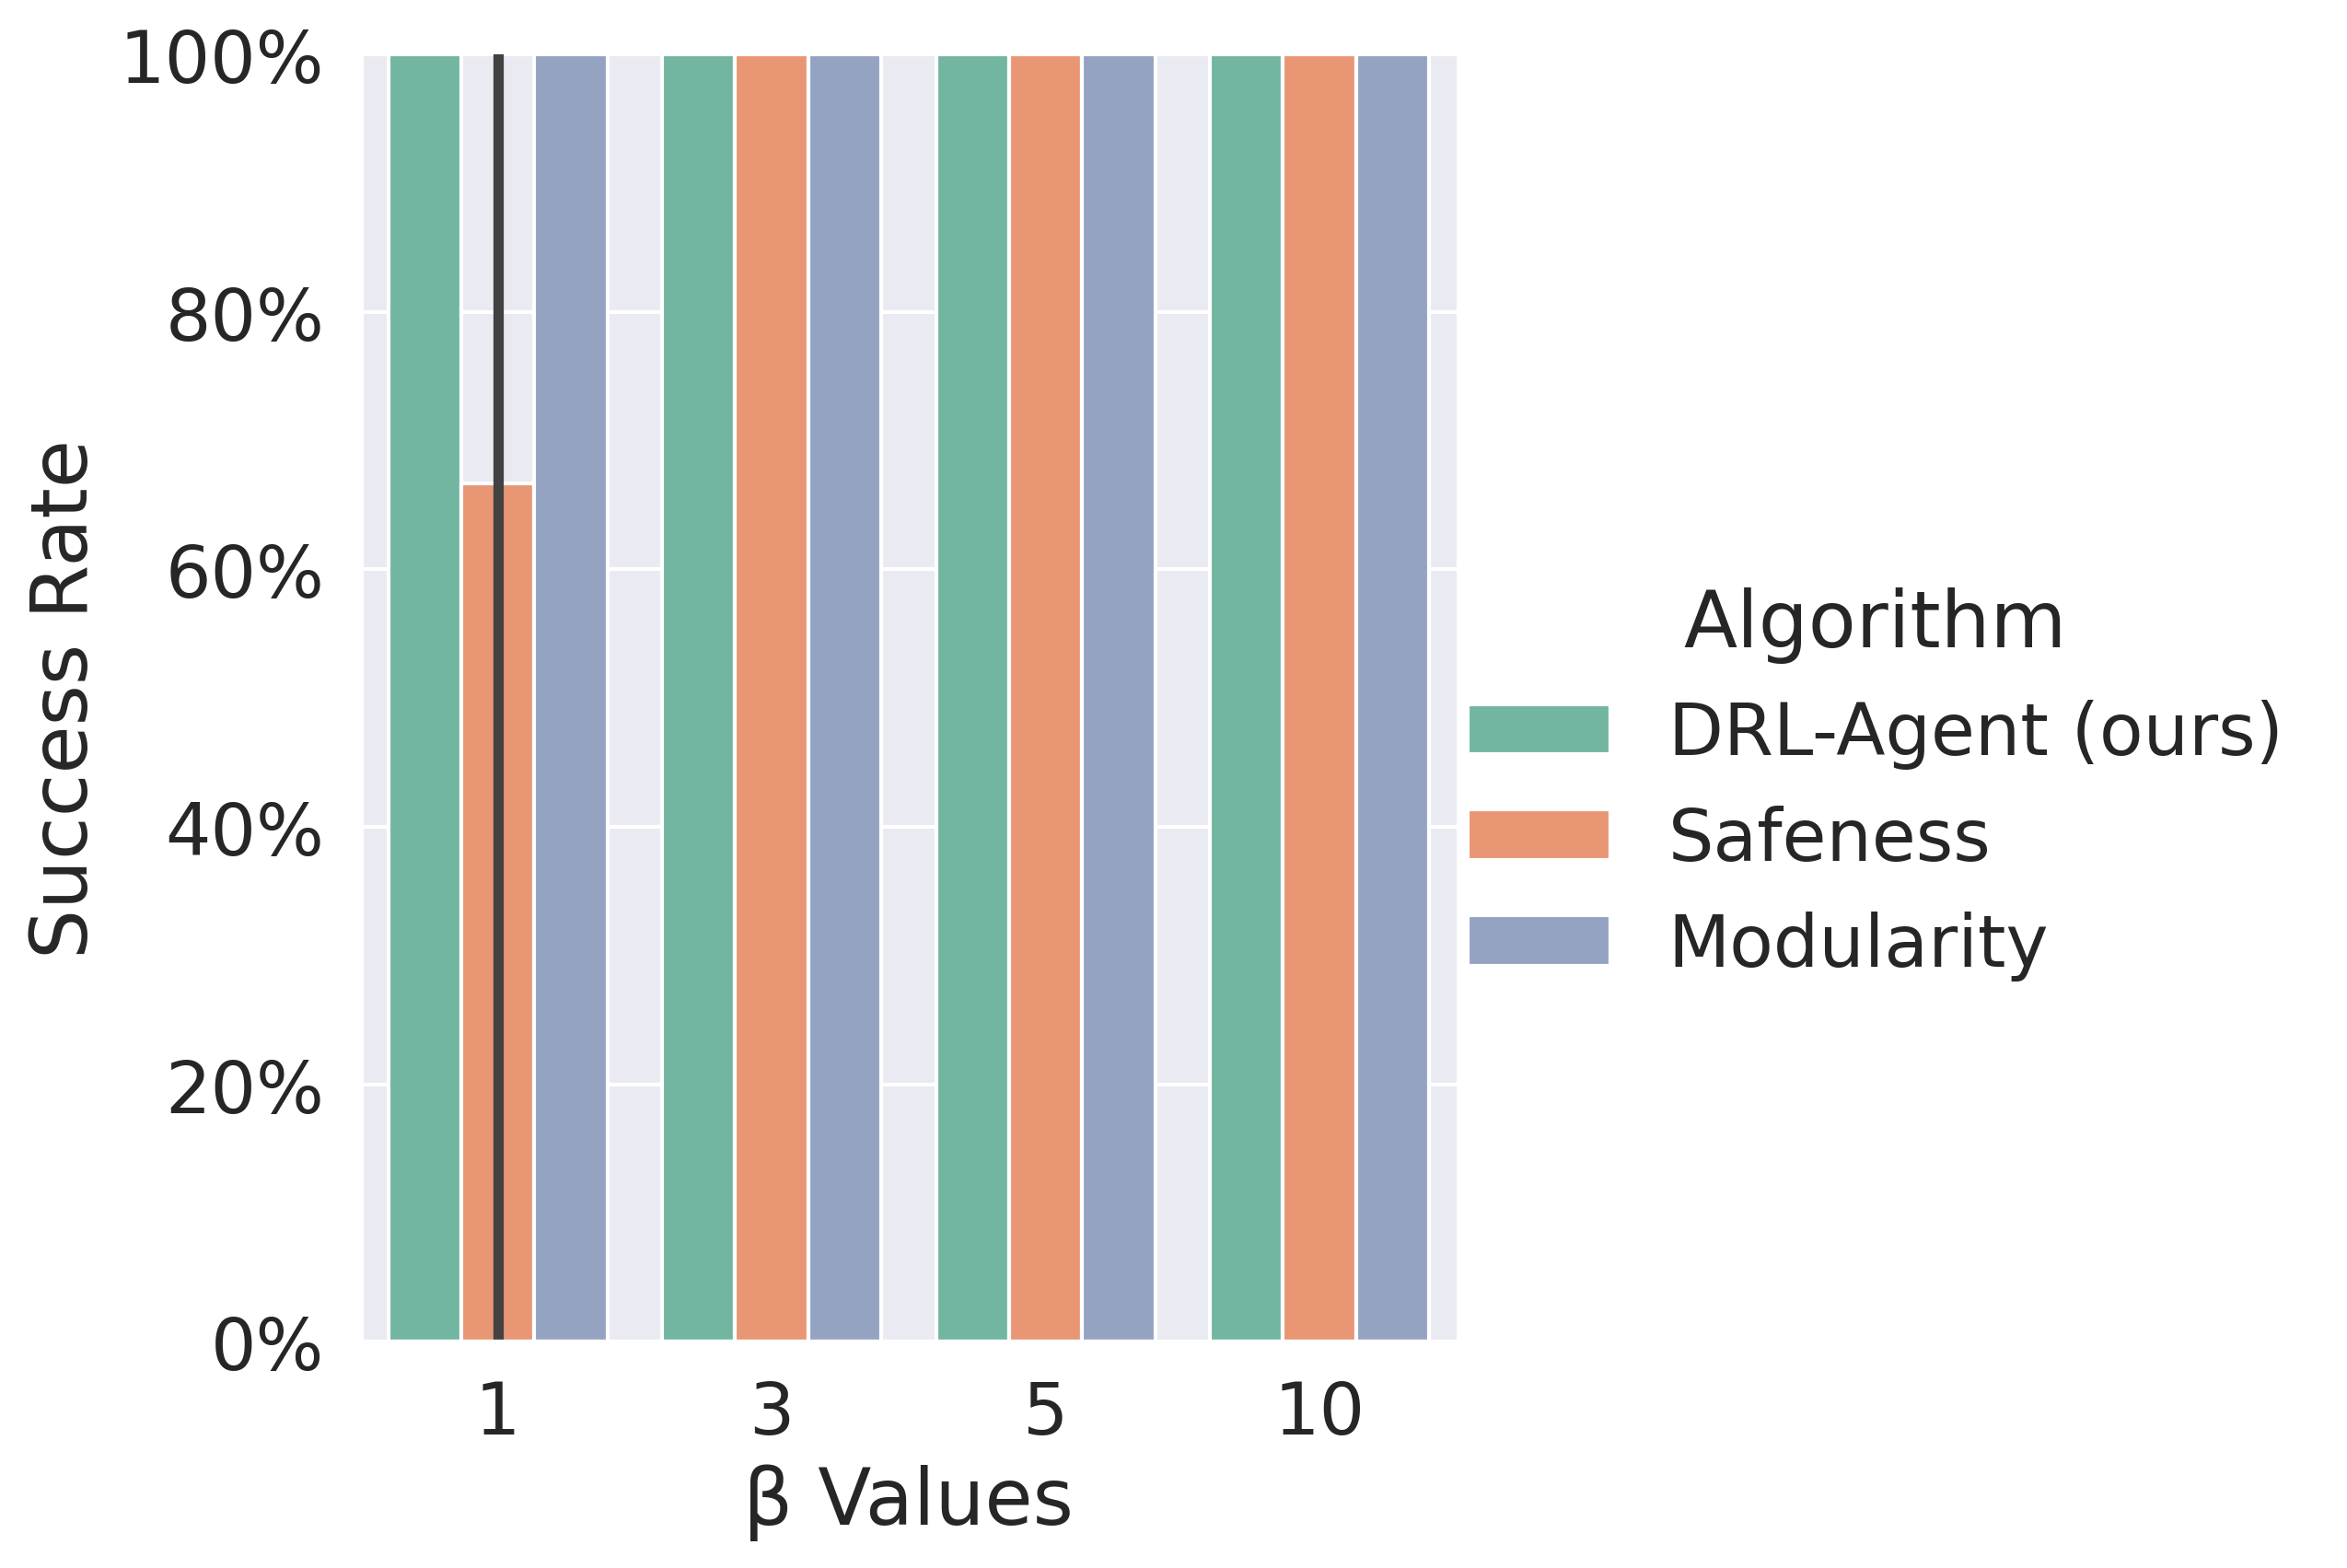 100%
80%
60%
40%
20%
0%
Success Rate
1 3 5 10
β Values
Algorithm
DRL-Agent (ours)
Safeness
Modularity